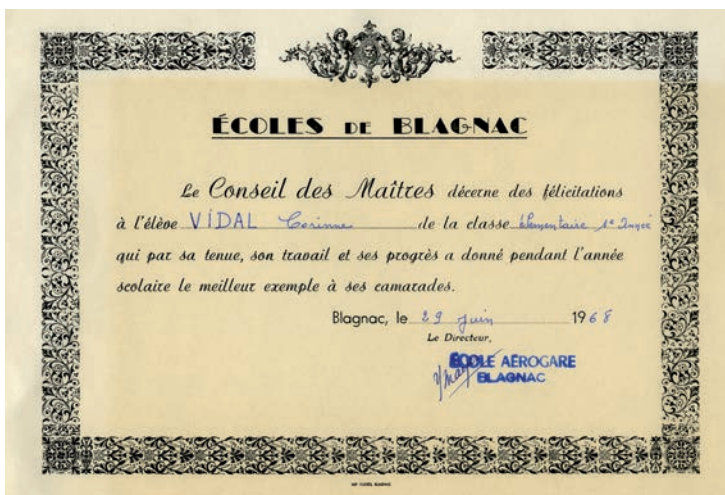 ÉCOLES DE BLAGNAC
Le Conseil des Maîtres décerne des félicitations
à l'élève VIDAL Corinne de la classe élémentaire 1e
qui par sa tenue, son travail et ses progrès a donné pendant l'année
scolaire le meilleur exemple à ses camarades.
Blagnac, le 29 juin 1968
Le Directeur,
ÉCOLE AÉROGARE
BLAGNAC